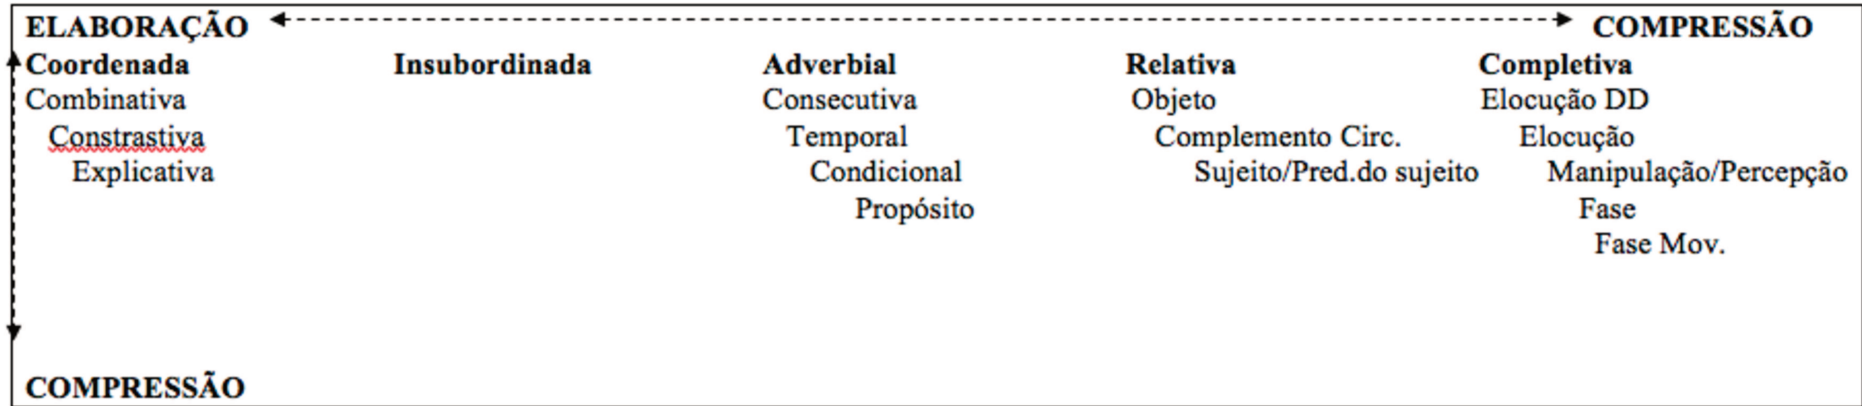 ELABORAÇÃO COMPRESSÃO
Coordenada Insubordinada Adverbial Relativa Completiva
Combinativa Consecutiva Objeto Elocução DD
Constrastiva Temporal Complemento Circ. Elocução
Explicativa Condicional Sujeito/Pred.do sujeito Manipulação/Percepção
Propósito Fase
Fase Mov.
COMPRESSÃO